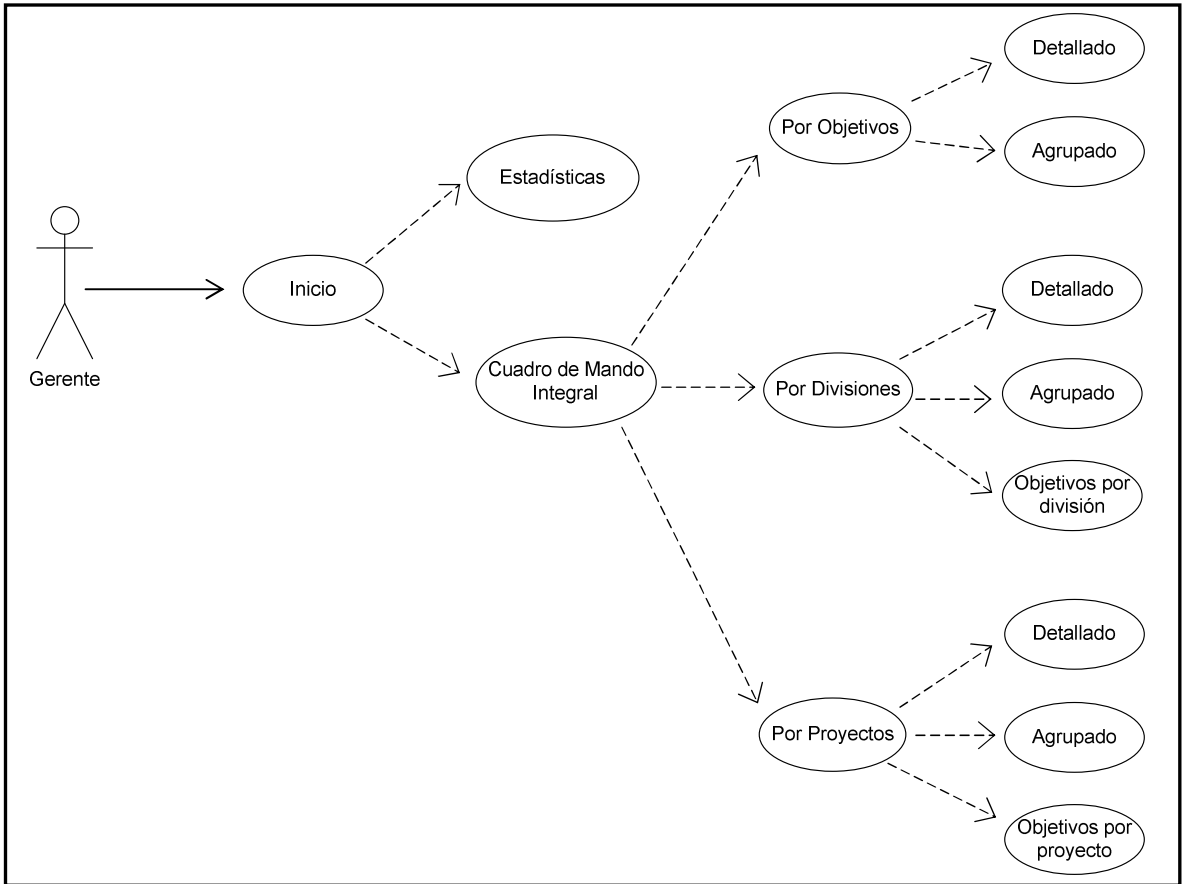 Detallado
Por Objetivos
Agrupado
Estadísticas
Inicio
Gerente
Cuadro de Mando
Integral
Por Divisiones
Detallado
Agrupado
Objetivos por
división
Por Proyectos
Detallado
Agrupado
Objetivos por
proyecto